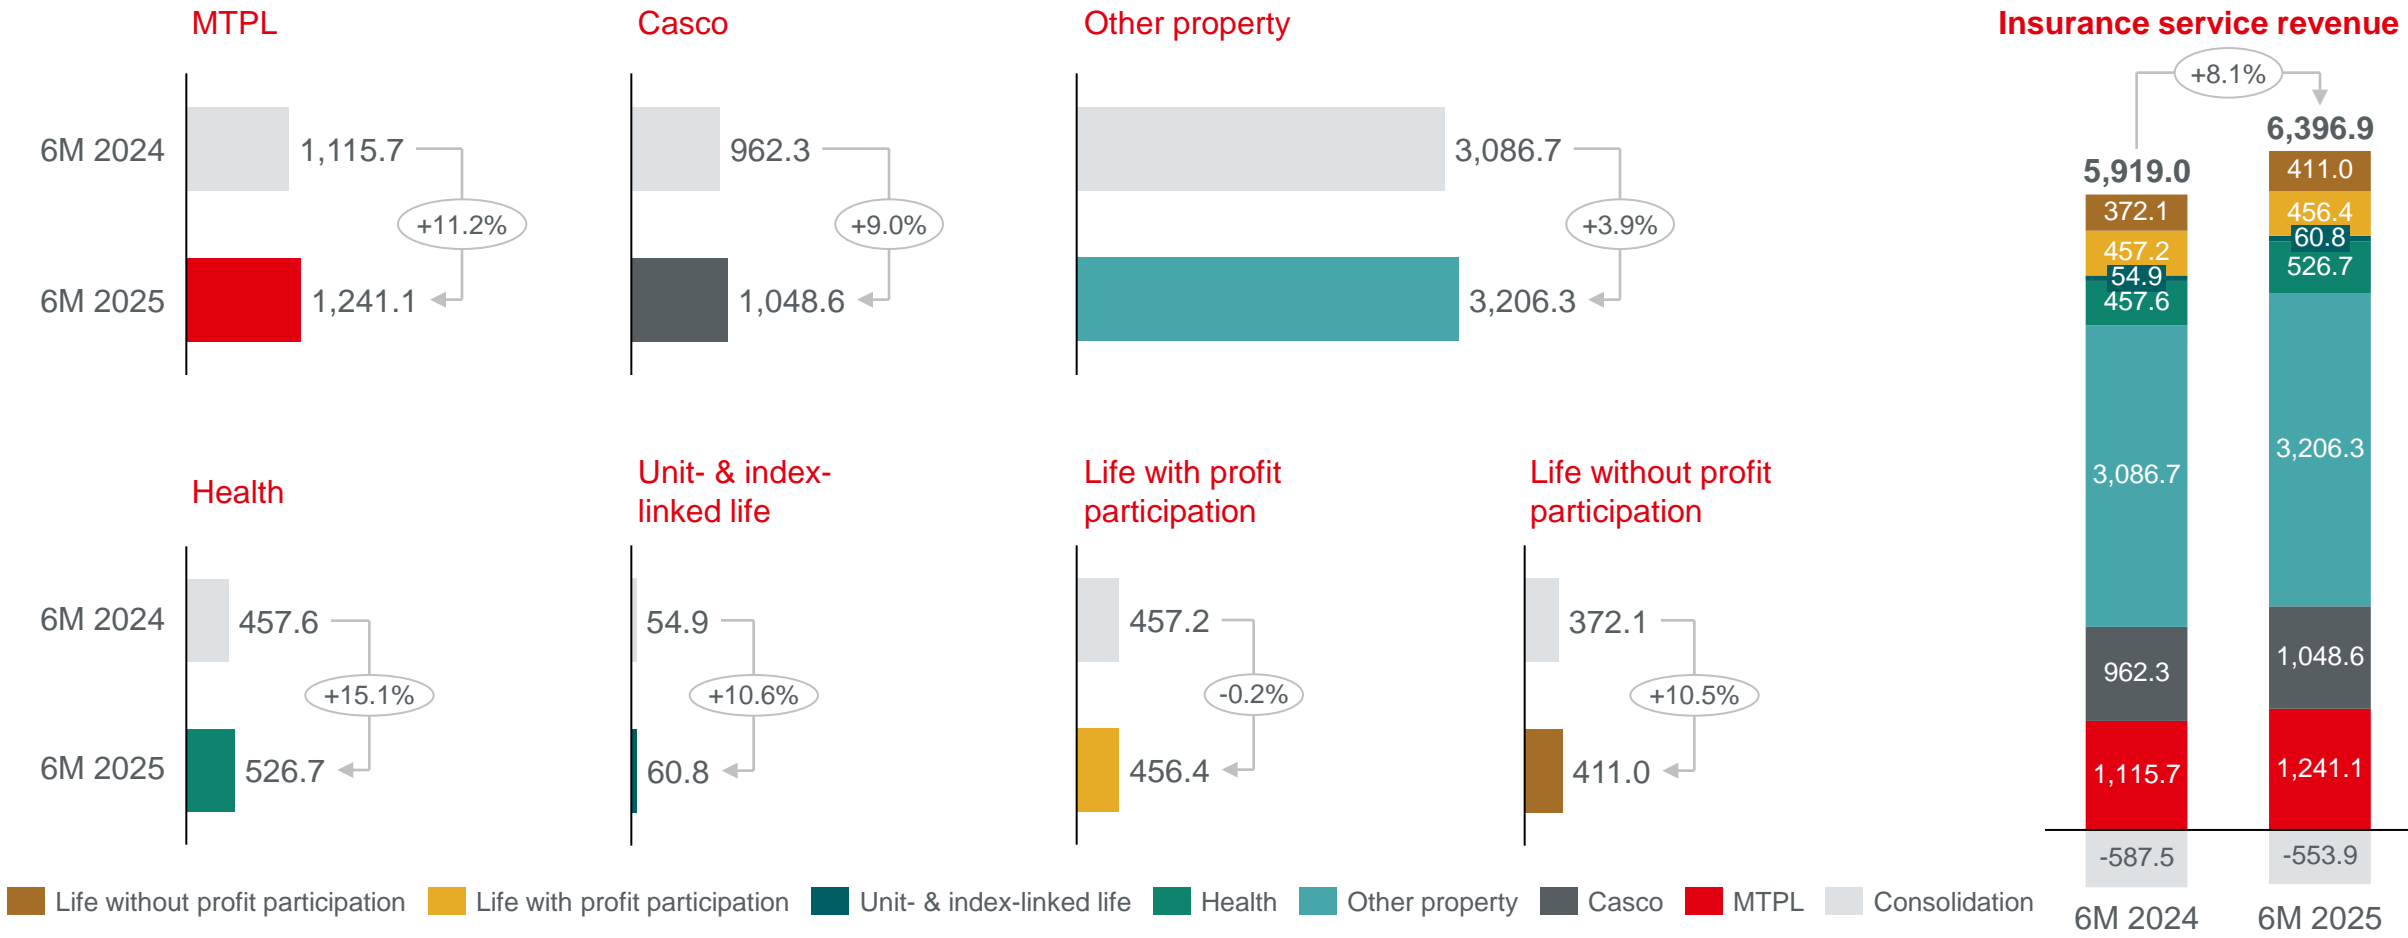 MTPL
6M 2024
1,115.7
+11.2%
6M 2025
1,241.1
Casco
962.3
+9.0%
1,048.6
Other property
3,086.7
+3.9%
3,206.3
Health
6M 2024
457.6
+15.1%
6M 2025
526.7
Unit- & index-
linked life
54.9
+10.6%
60.8
Life with profit
participation
457.2
-0.2%
456.4
Life without profit
participation
372.1
+10.5%
411.0
Insurance service revenue
+8.1%
5,919.0
372.1
457.2
54.9
457.6
3,086.7
962.3
1,115.7
-587.5
6M 2024
6,396.9
411.0
456.4
60.8
526.7
3,206.3
1,048.6
1,241.1
-553.9
6M 2025
Life without profit participation
Life with profit participation
Unit- & index-linked life
Health
Other property
Casco
MTPL
Consolidation